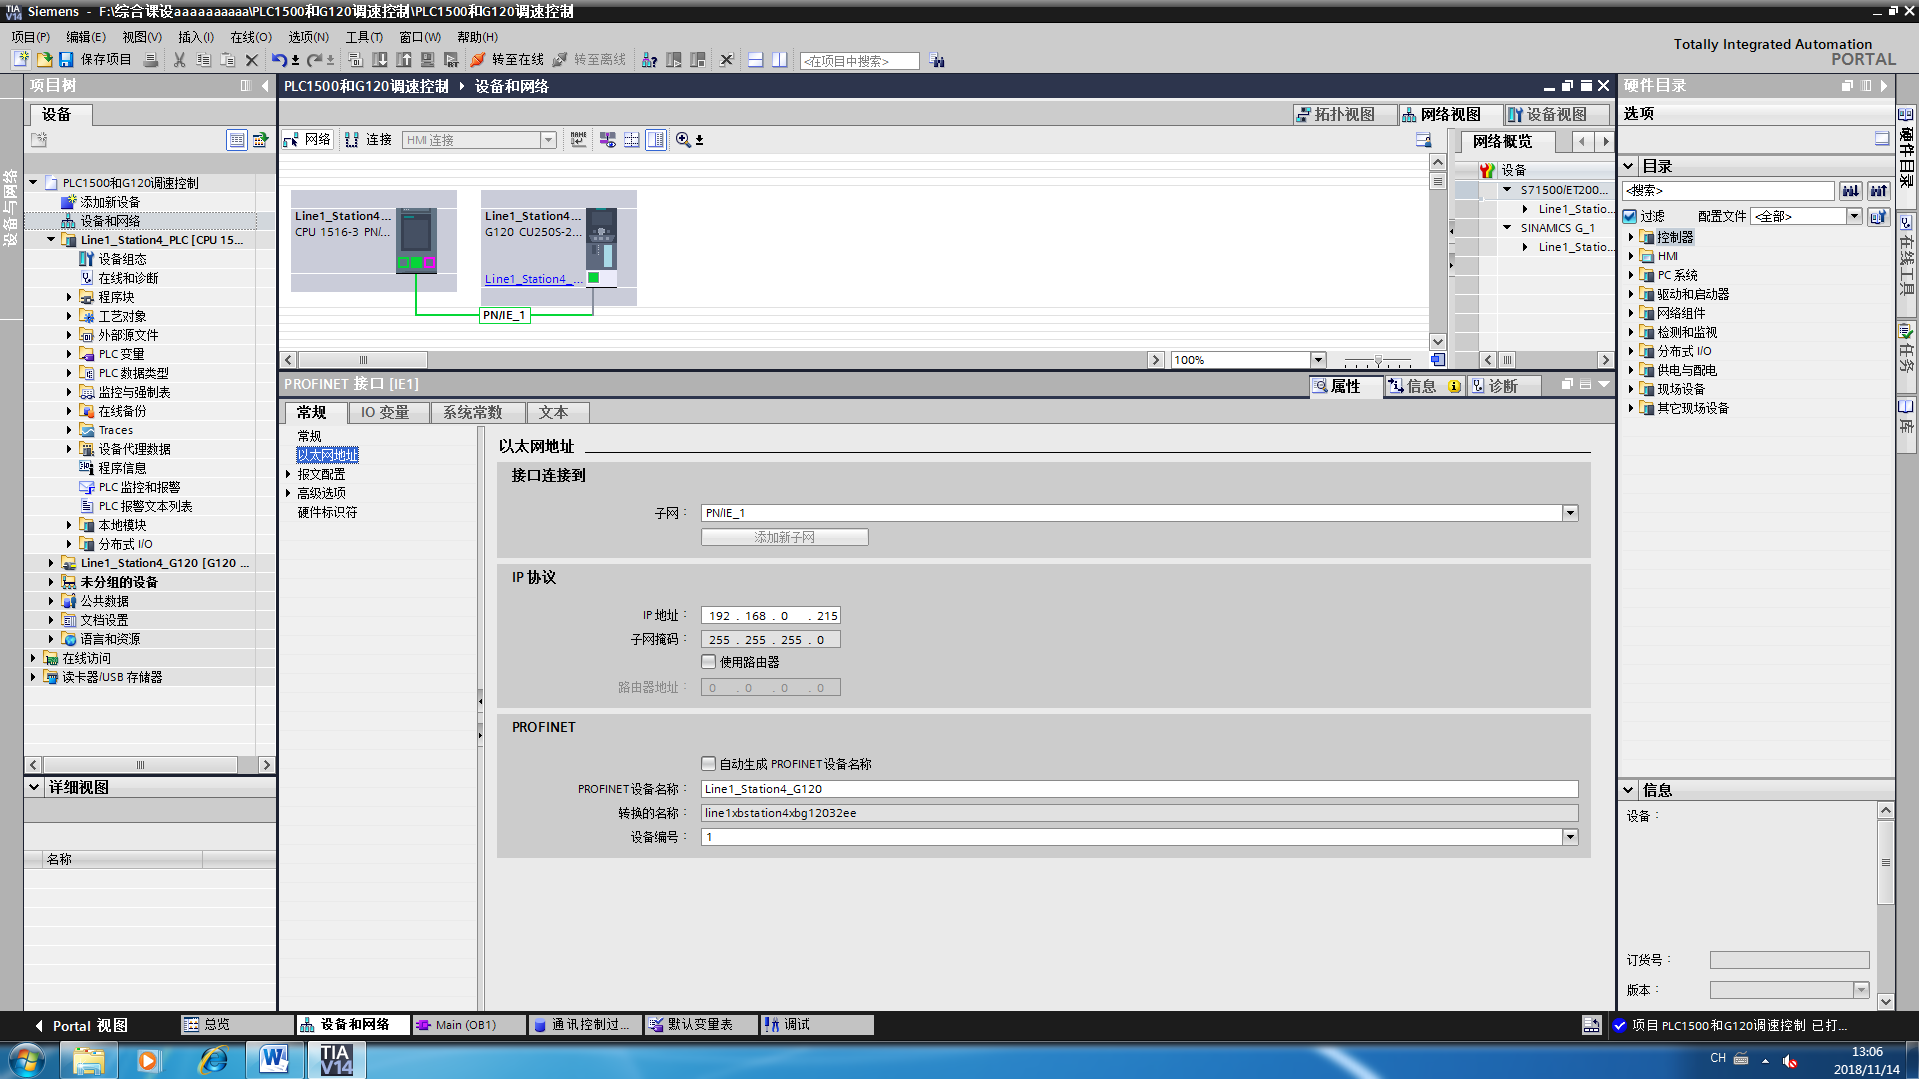 Siemens - F:\综合课设aaaaaaaaaa\PLC1500和G120调速控制\PLC1500和G120调速控制
项目(P) 编辑(E) 视图(V) 插入(I) 在线(O) 选项(N) 工具(T) 窗口(W) 帮助(H)
Totally Integrated Automation
PORTAL
保存项目 转至在线 转至离线 <在项目中搜索>
项目树
设备
设备与网络
PLC1500和G120调速控制
添加新设备
设备和网络
Line1_Station4_PLC [CPU 15...
设备组态
在线和诊断
程序块
工艺对象
外部源文件
PLC 变量
PLC 数据类型
监控与强制表
在线备份
Traces
设备代理数据
程序信息
PLC 监控和报警
PLC 报警文本列表
本地模块
分布式 I/O
Line1_Station4_G120 [G120 ...
未分组的设备
公共数据
文档设置
语言和资源
在线访问
读卡器/USB 存储器
详细视图
名称
PLC1500和G120调速控制 设备和网络
拓扑视图 网络视图 设备视图
网络 连接 HMI 连接
Line1_Station4...
CPU 1516-3 PN/...
Line1_Station4...
G120 CU250S-2...
Line1_Station4_...
PN/IE_1
100%
网络概览
设备
S71500/ET200...
Line1_Statio...
SINAMICS G_1
Line1_Statio...
PROFINET 接口 [IE1]
属性 信息 诊断
常规 IO 变量 系统常数 文本
常规
以太网地址
报文配置
高级选项
硬件标识符
以太网地址
接口连接到
子网： PN/IE_1
添加新子网
IP 协议
IP 地址： 192 . 168 . 0 . 215
子网掩码： 255 . 255 . 255 . 0
使用路由器
路由器地址： 0 . 0 . 0 . 0
PROFINET
自动生成 PROFINET 设备名称
PROFINET 设备名称： Line1_Station4_G120
转换的名称： line1xbstation4xbg12032ee
设备编号： 1
硬件目录
选项
目录
<搜索>
过滤 配置文件 <全部>
控制器
HMI
PC 系统
驱动和启动器
网络组件
检测和监视
分布式 I/O
供电与配电
现场设备
其它现场设备
信息
设备：
订货号：
版本：
硬件目录
在线工具
任务
库
Portal 视图 总览 设备和网络 Main (OB1) 通讯控制过... 默认变量表 调试
项目 PLC1500和G120调速控制 已打...
TIA
V14
CH
13:06
2018/11/14